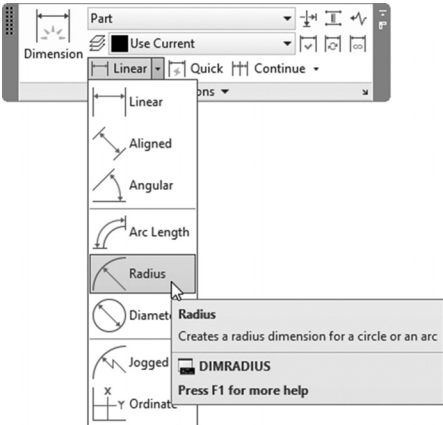 Part
Dimension
Use Current
Linear
Quick
Continue
ons
Linear
Aligned
Angular
Arc Length
Radius
Diamete
Jogged
X
Y
Ordinate
Radius
Creates a radius dimension for a circle or an arc
DIMRADIUS
Press F1 for more help